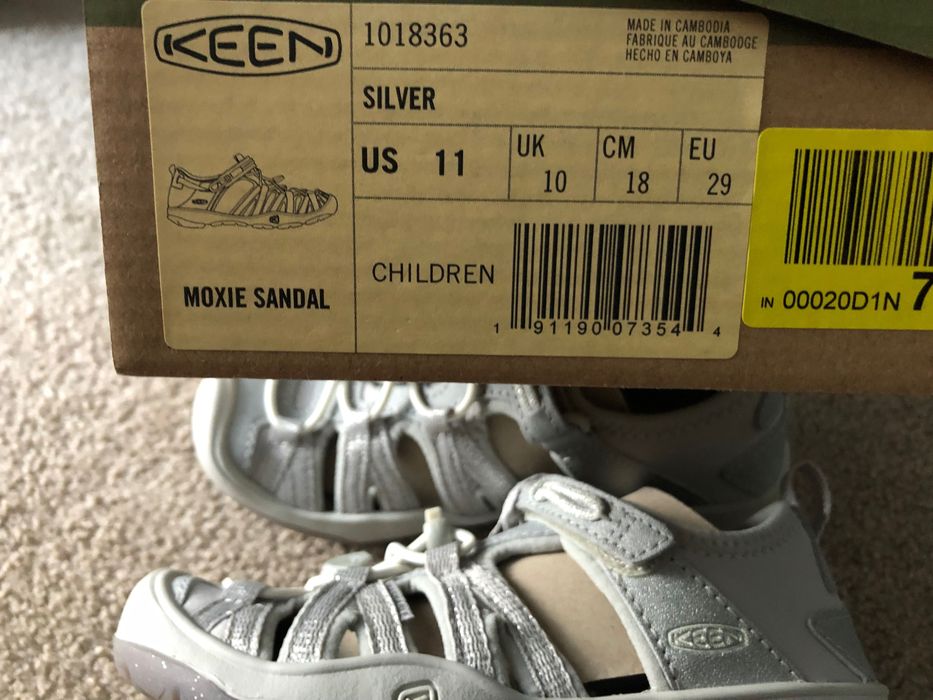 KEEN
1018363
MADE IN CAMBODIA
FABRIQUE AU CAMBODGE
HECHO EN CAMBOYA
SILVER
US 11
UK 10
CM 18
EU 29
KEEN
MOXIE SANDAL
CHILDREN
1 91190 07354 4
IN 00020D1N 7
KEEN